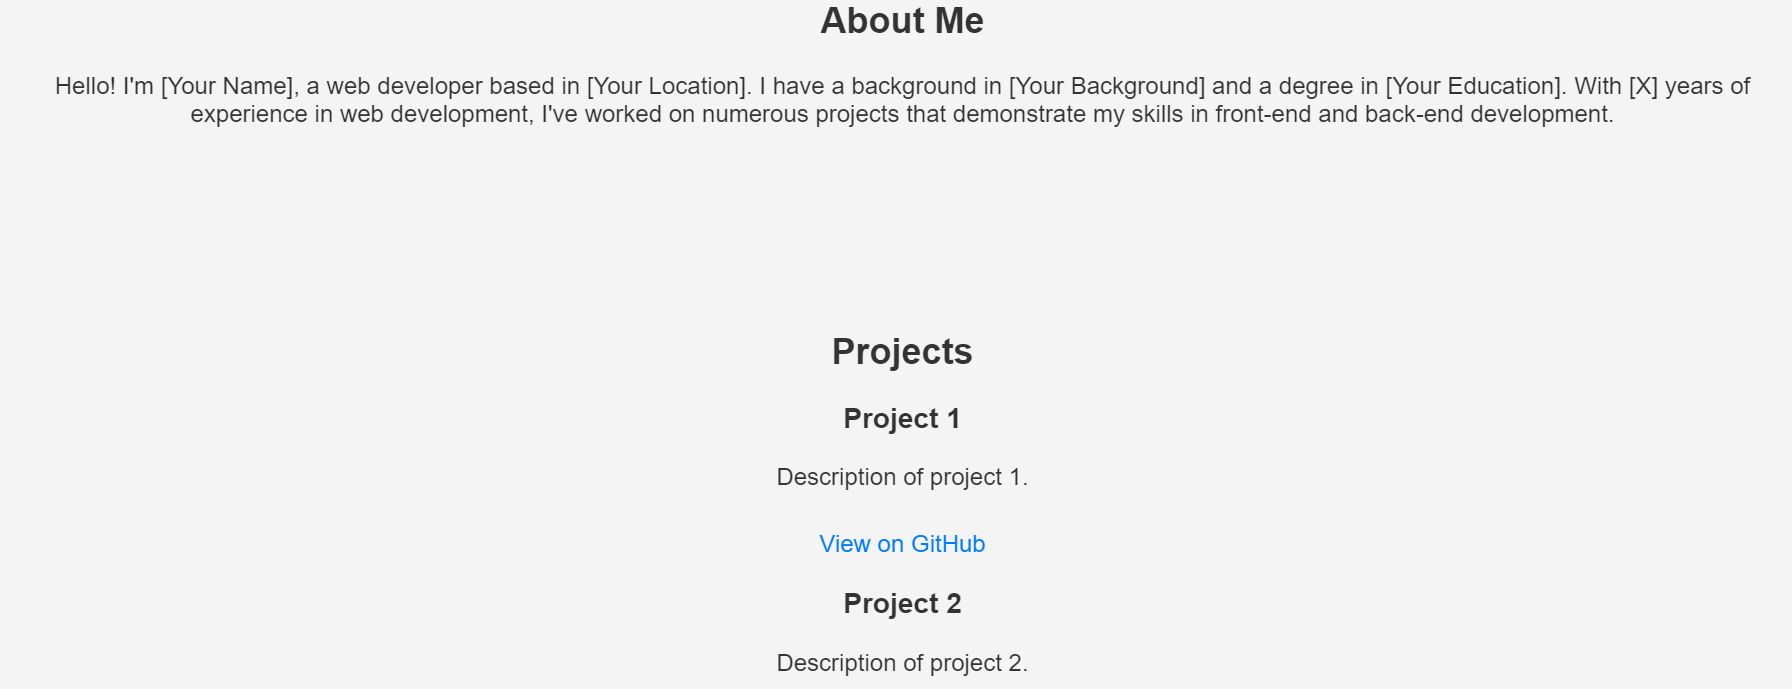 About Me
Hello! I'm [Your Name], a web developer based in [Your Location]. I have a background in [Your Background] and a degree in [Your Education]. With [X] years of
experience in web development, I've worked on numerous projects that demonstrate my skills in front-end and back-end development.
Projects
Project 1
Description of project 1.
View on GitHub
Project 2
Description of project 2.